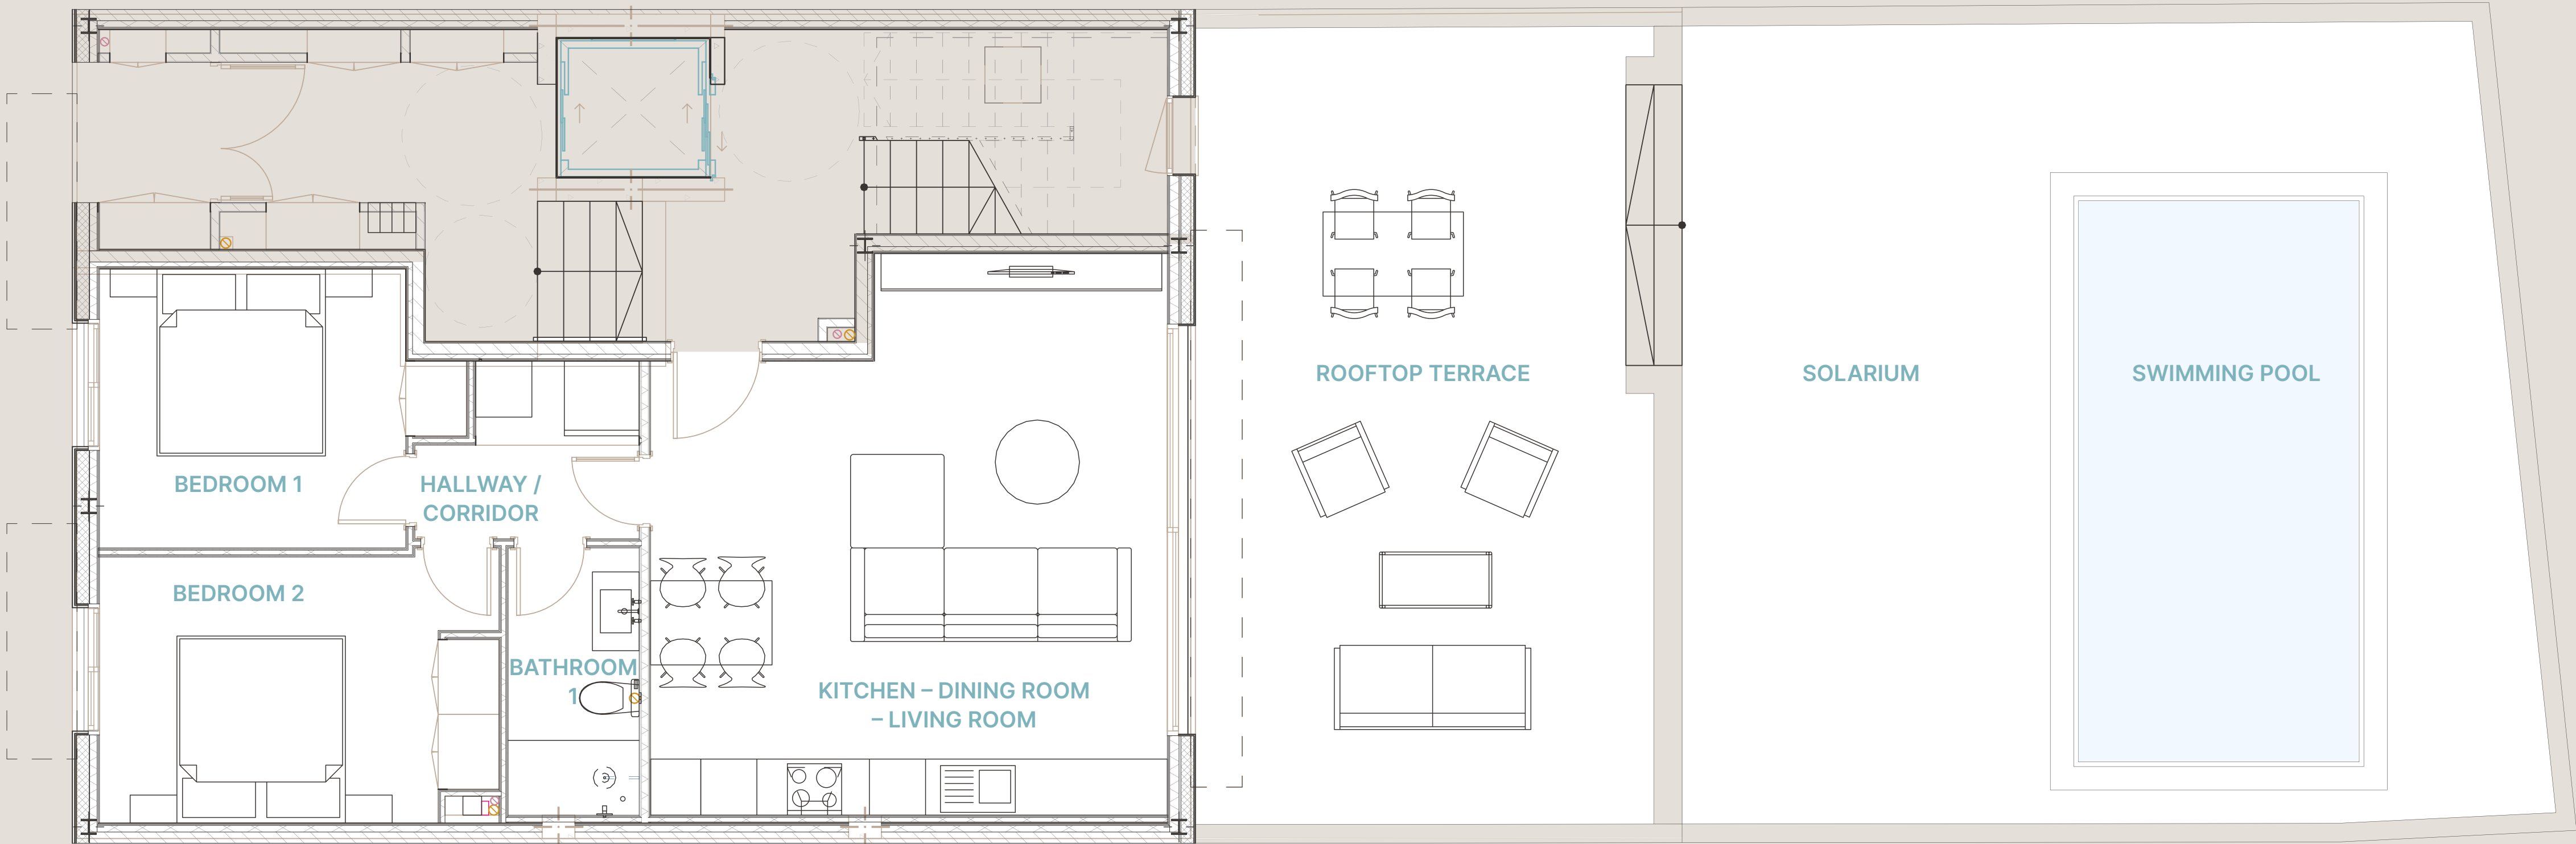 ROOFTOP TERRACE
SOLARIUM
SWIMMING POOL
BEDROOM 1
HALLWAY /
CORRIDOR
BEDROOM 2
BATHROOM
1
KITCHEN – DINING ROOM
– LIVING ROOM